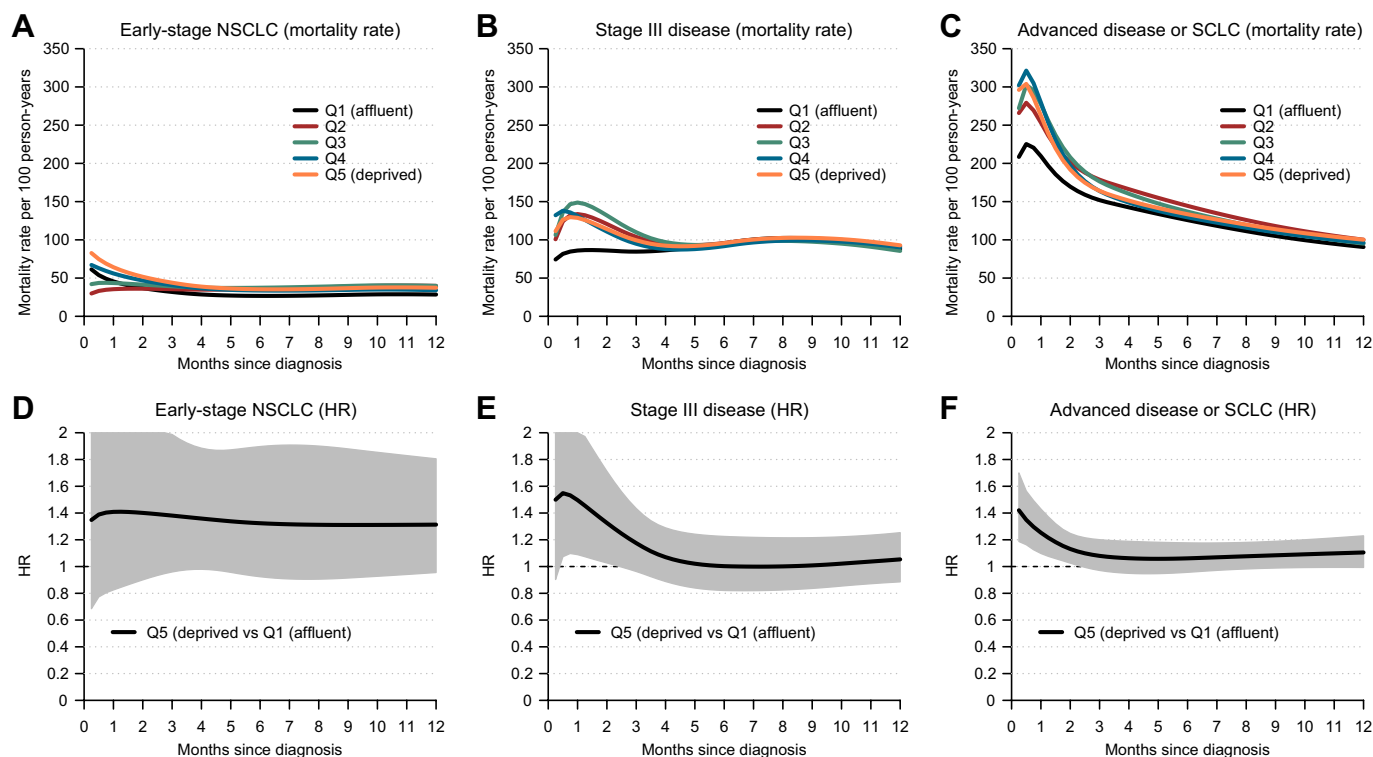 A
Early-stage NSCLC (mortality rate)
Mortality rate per 100 person-years
350
300
250
200
150
100
50
0
Q1 (affluent)
Q2
Q3
Q4
Q5 (deprived)
0 1 2 3 4 5 6 7 8 9 10 11 12
Months since diagnosis
B
Stage III disease (mortality rate)
Mortality rate per 100 person-years
350
300
250
200
150
100
50
0
Q1 (affluent)
Q2
Q3
Q4
Q5 (deprived)
0 1 2 3 4 5 6 7 8 9 10 11 12
Months since diagnosis
C
Advanced disease or SCLC (mortality rate)
Mortality rate per 100 person-years
350
300
250
200
150
100
50
0
Q1 (affluent)
Q2
Q3
Q4
Q5 (deprived)
0 1 2 3 4 5 6 7 8 9 10 11 12
Months since diagnosis
D
Early-stage NSCLC (HR)
HR
2
1.8
1.6
1.4
1.2
1
0.8
0.6
0.4
0.2
0
Q5 (deprived vs Q1 (affluent)
0 1 2 3 4 5 6 7 8 9 10 11 12
Months since diagnosis
E
Stage III disease (HR)
HR
2
1.8
1.6
1.4
1.2
1
0.8
0.6
0.4
0.2
0
Q5 (deprived vs Q1 (affluent)
0 1 2 3 4 5 6 7 8 9 10 11 12
Months since diagnosis
F
Advanced disease or SCLC (HR)
HR
2
1.8
1.6
1.4
1.2
1
0.8
0.6
0.4
0.2
0
Q5 (deprived vs Q1 (affluent)
0 1 2 3 4 5 6 7 8 9 10 11 12
Months since diagnosis